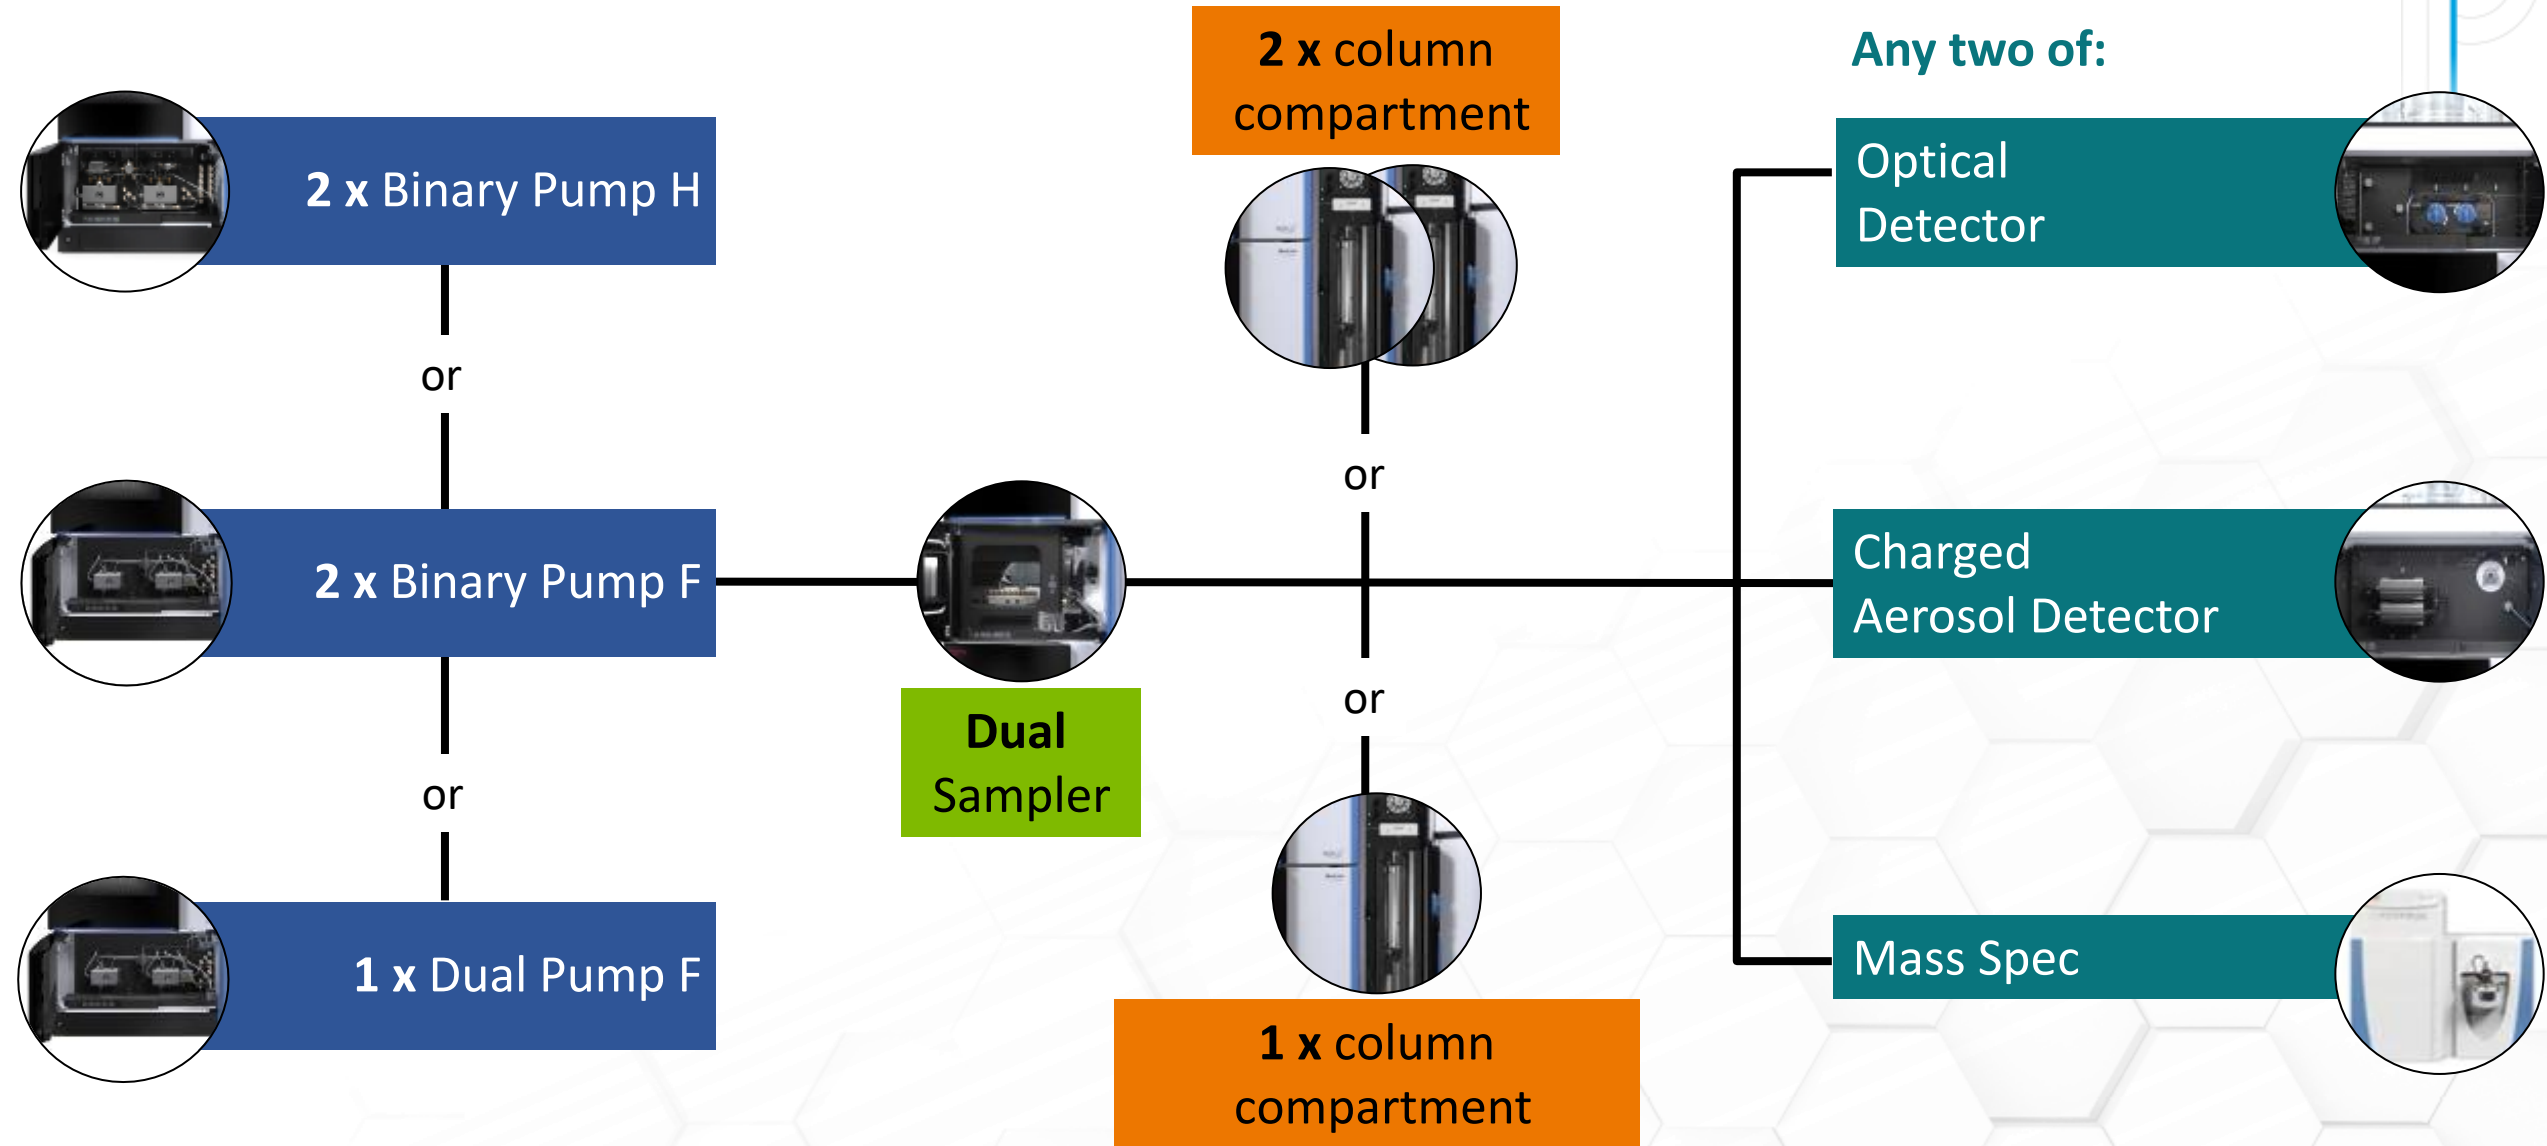 2 x Binary Pump H
or
2 x Binary Pump F
or
1 x Dual Pump F
Dual
Sampler
2 x column
compartment
or
or
1 x column
compartment
Any two of:
Optical
Detector
Charged
Aerosol Detector
Mass Spec